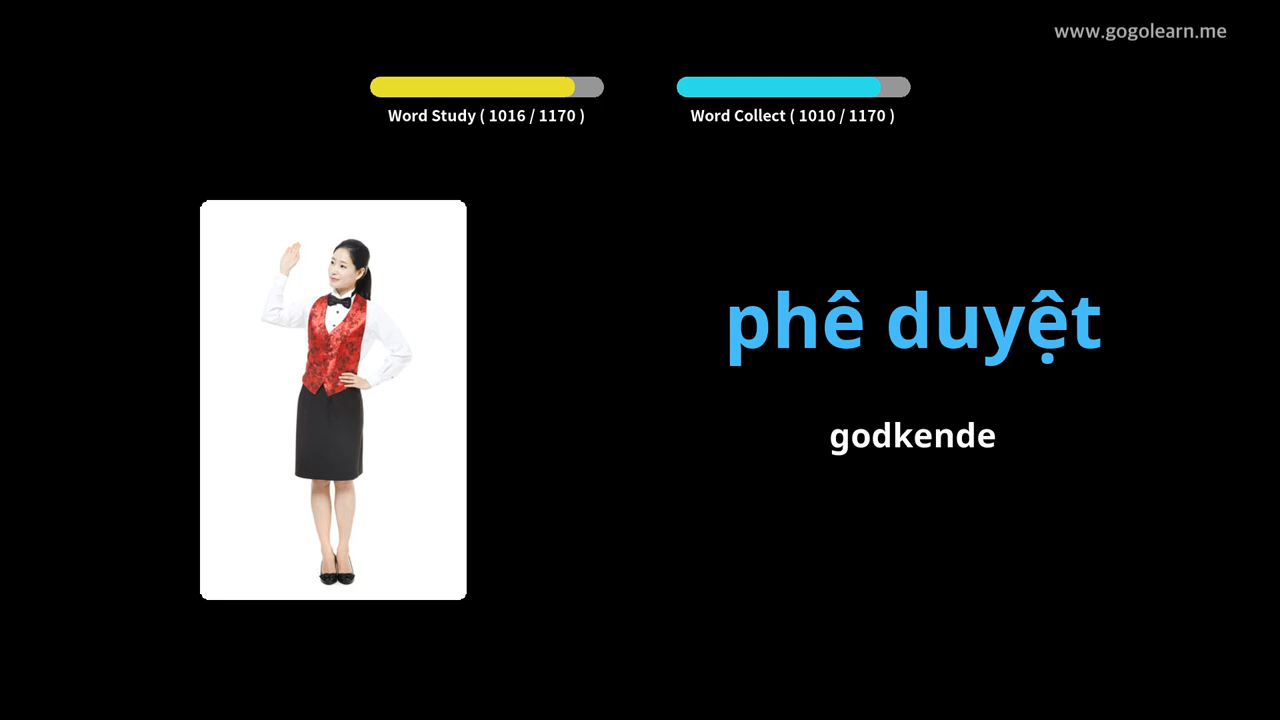 www.gogolearn.me
Word Study ( 1016 / 1170 )
Word Collect ( 1010 / 1170 )
phê duyệt
godkende